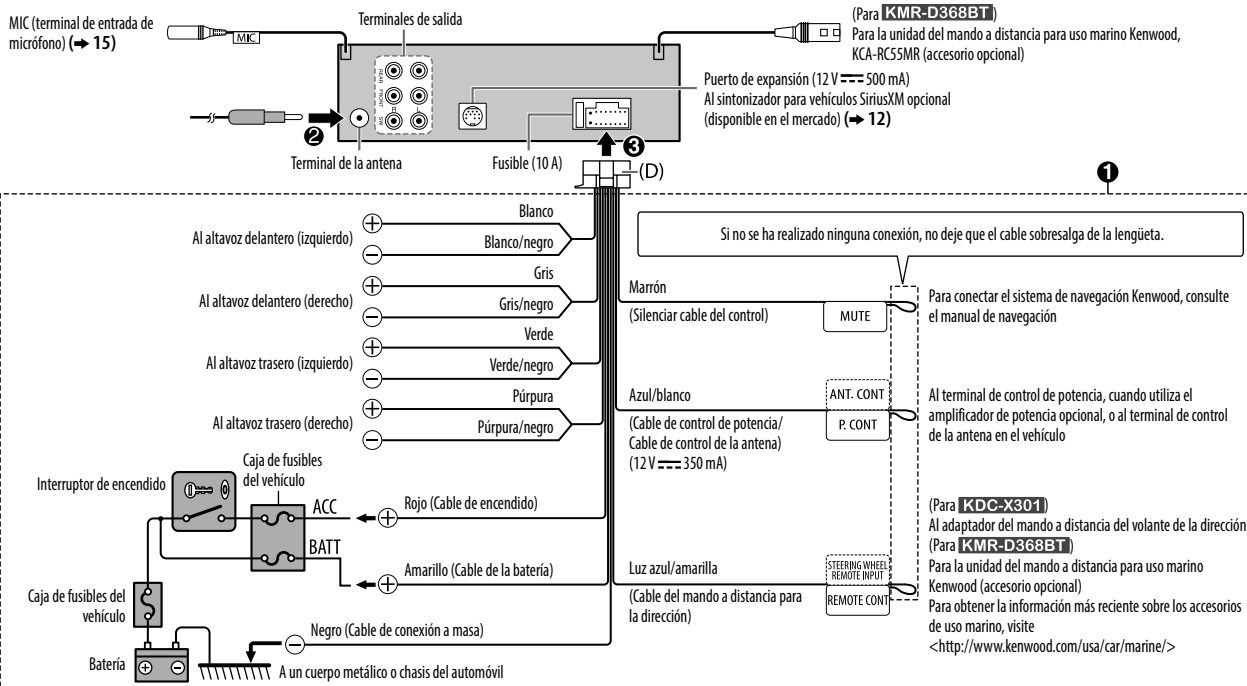 MIC (terminal de entrada de
micrófono) (➜ 15)
MIC
Terminales de salida
(Para KMR-D368BT)
Para la unidad del mando a distancia para uso marino Kenwood,
KCA-RC55MR (accesorio opcional)
REAR
FRONT
SW
R
L
Puerto de expansión (12 V ⎓ 500 mA)
Al sintonizador para vehículos SiriusXM opcional
(disponible en el mercado) (➜ 12)
❷
Terminal de la antena
Fusible (10 A)
❸
(D)
❶
Blanco
Al altavoz delantero (izquierdo)
Blanco/negro
Gris
Al altavoz delantero (derecho)
Gris/negro
Verde
Al altavoz trasero (izquierdo)
Verde/negro
Púrpura
Al altavoz trasero (derecho)
Púrpura/negro
Si no se ha realizado ninguna conexión, no deje que el cable sobresalga de la lengüeta.
Marrón
(Silenciar cable del control)
MUTE
Para conectar el sistema de navegación Kenwood, consulte
el manual de navegación
Azul/blanco
(Cable de control de potencia/
Cable de control de la antena)
(12 V ⎓ 350 mA)
ANT. CONT
P. CONT
Al terminal de control de potencia, cuando utiliza el
amplificador de potencia opcional, o al terminal de control
de la antena en el vehículo
Interruptor de encendido
Caja de fusibles
del vehículo
ACC
Rojo (Cable de encendido)
BATT
Amarillo (Cable de la batería)
Luz azul/amarilla
(Cable del mando a distancia para
la dirección)
STEERING WHEEL
REMOTE INPUT
REMOTE CONT
(Para KDC-X301)
Al adaptador del mando a distancia del volante de la dirección
(Para KMR-D368BT)
Para la unidad del mando a distancia para uso marino
Kenwood (accesorio opcional)
Para obtener la información más reciente sobre los accesorios
de uso marino, visite
<http://www.kenwood.com/usa/car/marine/>
Caja de fusibles del
vehículo
Negro (Cable de conexión a masa)
Batería
A un cuerpo metálico o chasis del automóvil